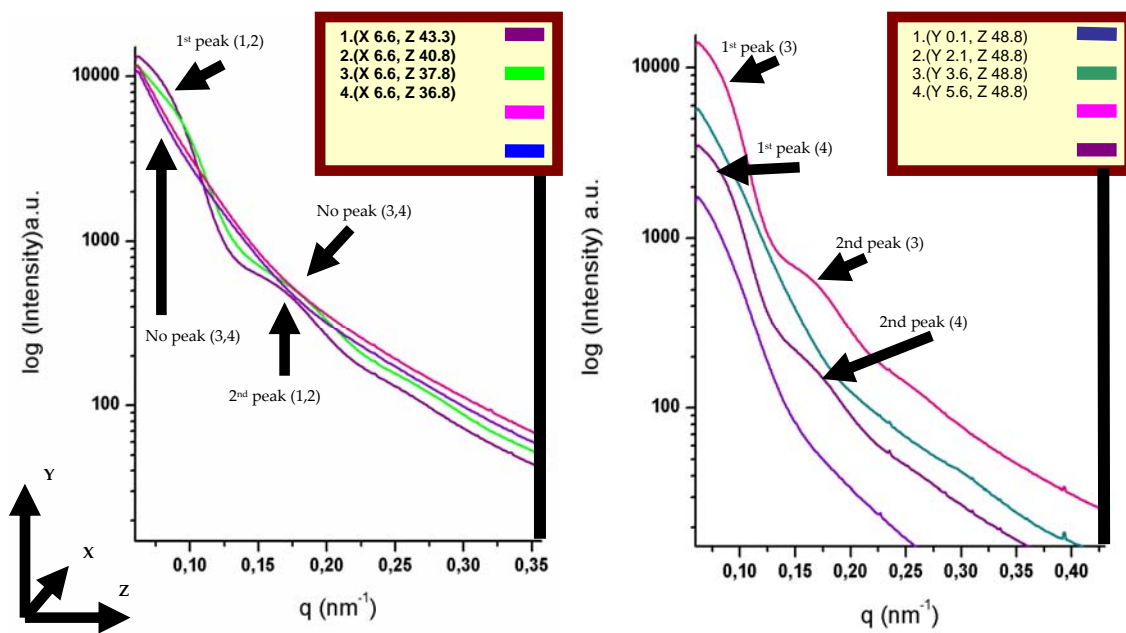 1st peak (1,2)
1.(X 6.6, Z 43.3)
2.(X 6.6, Z 40.8)
3.(X 6.6, Z 37.8)
4.(X 6.6, Z 36.8)
10000
1000
100
log (Intensity)a.u.
No peak (3,4)
No peak (3,4)
2nd peak (1,2)
0,10
0,15
0,20
0,25
0,30
0,35
q (nm-1)
Y
X
Z
1st peak (3)
1.(Y 0.1, Z 48.8)
2.(Y 2.1, Z 48.8)
3.(Y 3.6, Z 48.8)
4.(Y 5.6, Z 48.8)
10000
1000
100
log (Intensity) a.u.
1st peak (4)
2nd peak (3)
2nd peak (4)
0,10
0,15
0,20
0,25
0,30
0,35
0,40
q (nm-1)